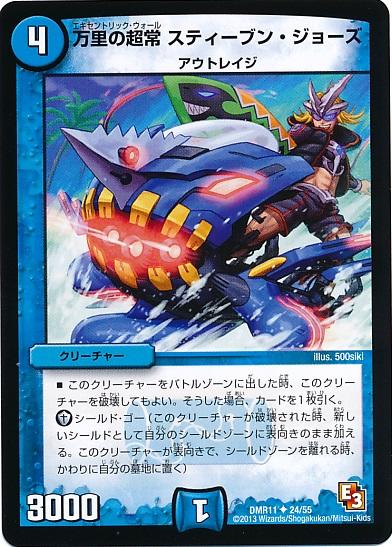 エキセントリック・ウォール
4 万里の超常 スティーブン・ジョーズ
アウトレイジ
クリーチャー
illus. 500siki
■ このクリーチャーをバトルゾーンに出した時、このクリーチャーを破壊してもよい。そうした場合、カードを1枚引く。
シールド・ゴー (このクリーチャーが破壊された時、新しいシールドとして自分のシールドゾーンに表向きのまま加える。このカードが表向きで、シールドゾーンを離れる時、かわりに自分の墓地に置く)
3000
1
E3
DMR11 ♦ 24/55
©2013 Wizards/Shogakukan/Mitsui-Kids